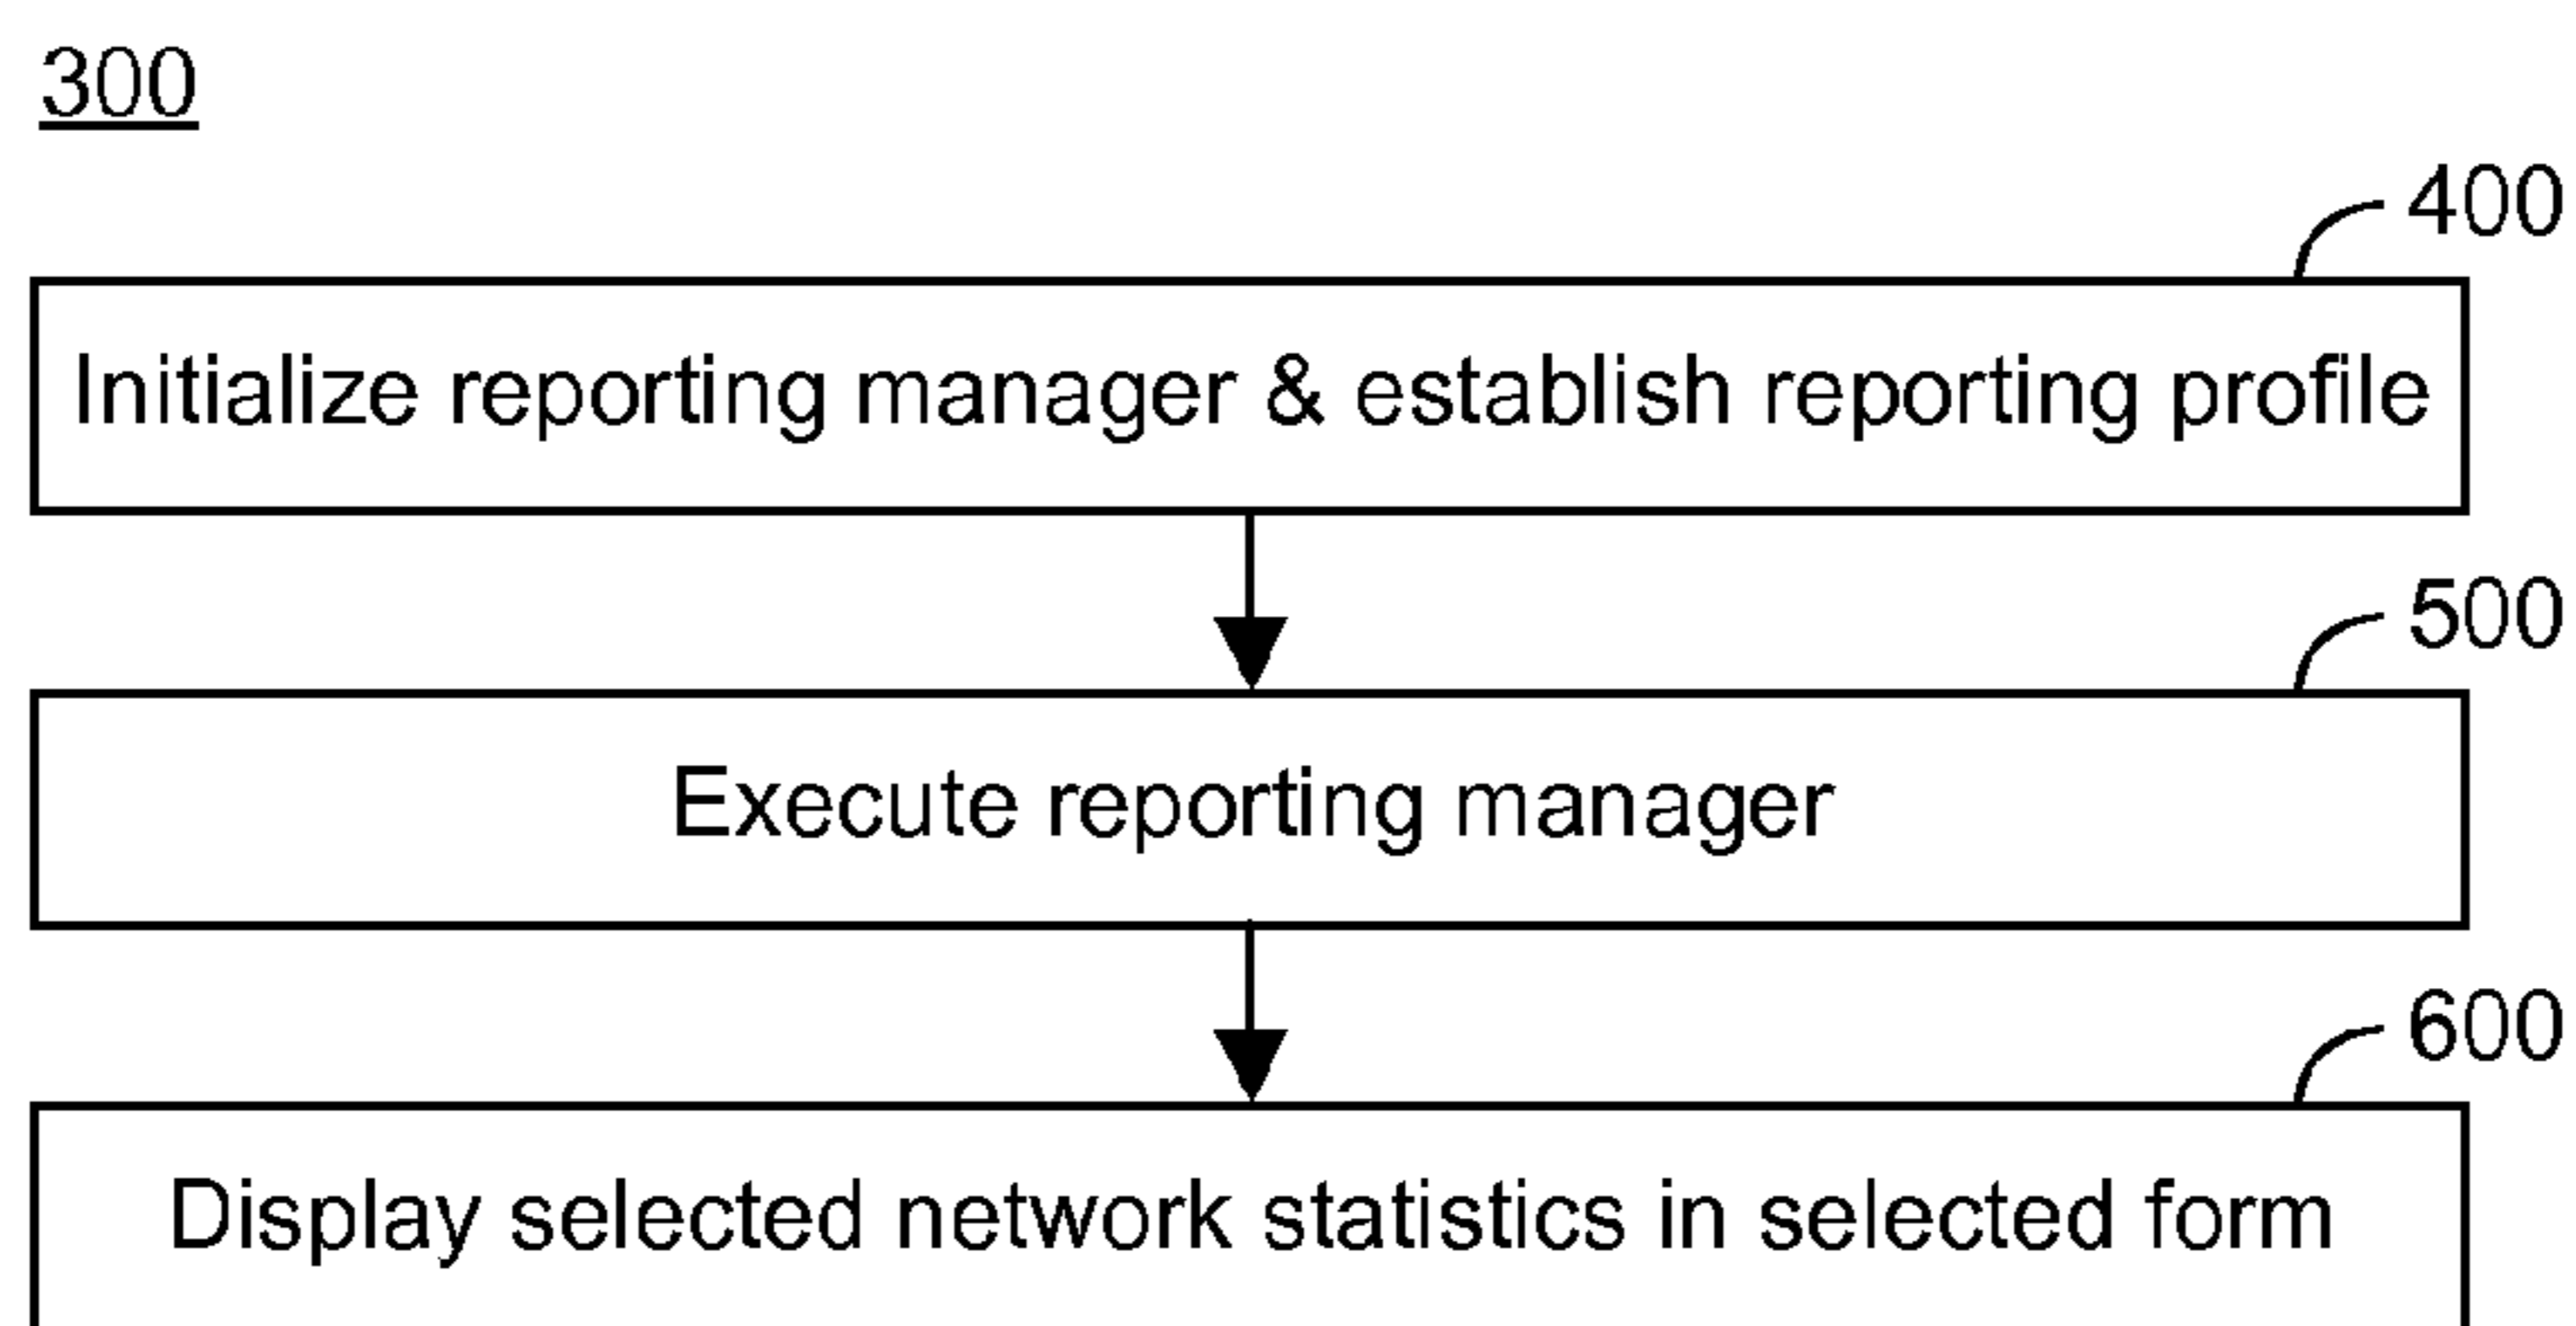 300
400
Initialize reporting manager & establish reporting profile
500
Execute reporting manager
600
Display selected network statistics in selected form